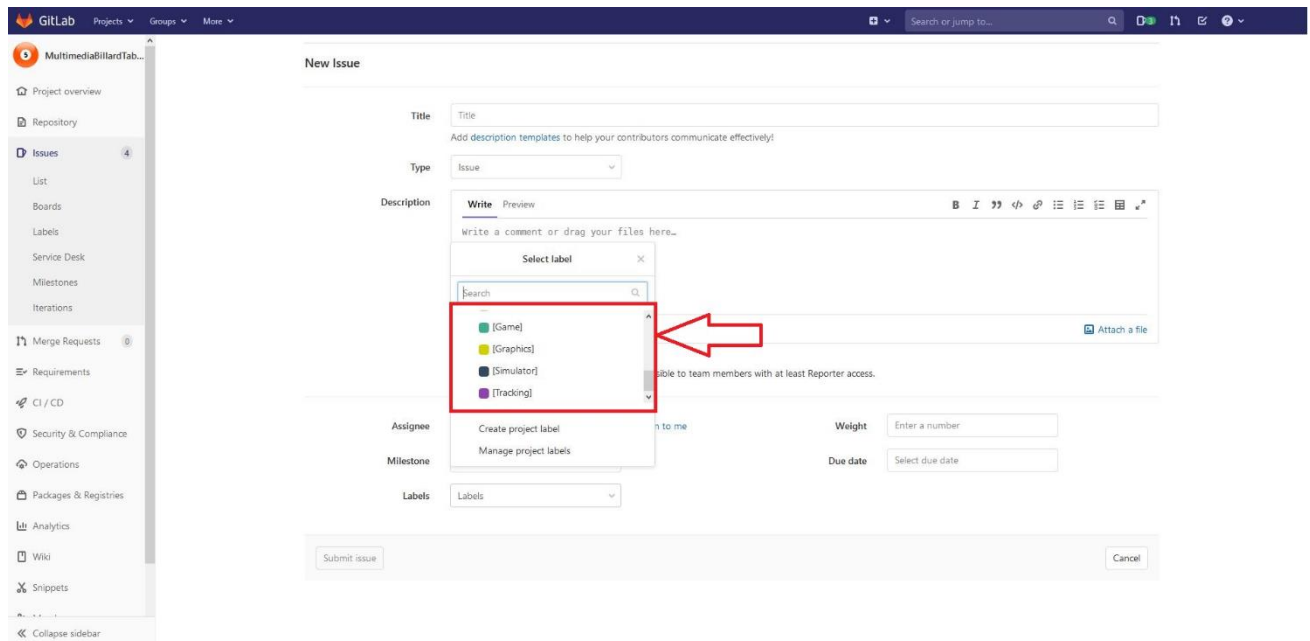 GitLab Projects Groups More Search or jump to... 3
S MultimediaBillardTab...
Project overview
Repository
Issues 4
List
Boards
Labels
Service Desk
Milestones
Iterations
Merge Requests 0
Requirements
CI / CD
Security & Compliance
Operations
Packages & Registries
Analytics
Wiki
Snippets
Collapse sidebar
New Issue
Title Title
Add description templates to help your contributors communicate effectively!
Type Issue
Description Write Preview
Write a comment or drag your files here…
Select label
Search
[Game]
[Graphics]
[Simulator]
[Tracking]
Create project label
Manage project labels
Attach a file
to team members with at least Reporter access.
Assignee to me Weight Enter a number
Milestone Due date Select due date
Labels Labels
Submit issue Cancel